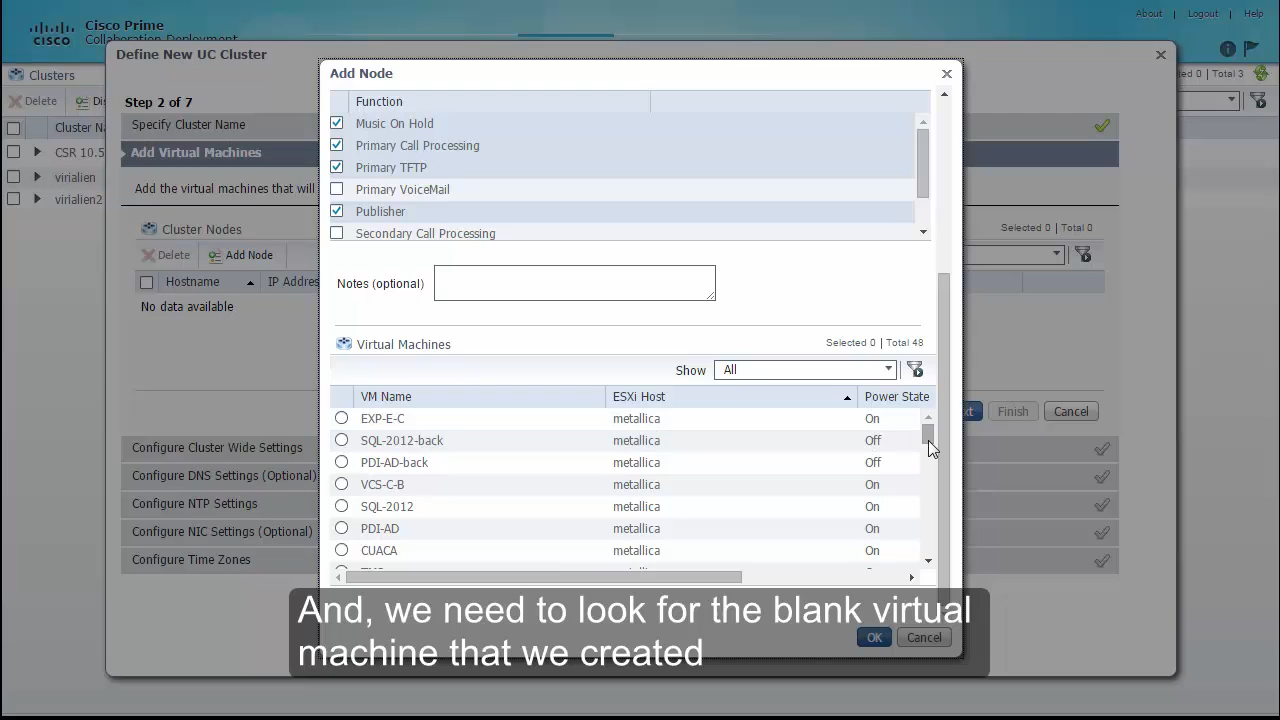 Cisco Prime
Collaboration Deployment
CISCO
About | Logout | Help
Clusters
Selected 0 | Total 3
Delete
Cluster Na
CSR 10.5
virialien
virialien2
Define New UC Cluster
Step 2 of 7
Specify Cluster Name
Add Virtual Machines
Add the virtual machines that will
Cluster Nodes
Selected 0 | Total 0
Delete
Add Node
Hostname
IP Addres
No data available
Finish
Cancel
Configure Cluster Wide Settings
Configure DNS Settings (Optional)
Configure NTP Settings
Configure NIC Settings (Optional)
Configure Time Zones
Add Node
Function
Music On Hold
Primary Call Processing
Primary TFTP
Primary VoiceMail
Publisher
Secondary Call Processing
Notes (optional)
Virtual Machines
Selected 0 | Total 48
Show All
VM Name ESXi Host Power State
EXP-E-C metallica On
SQL-2012-back metallica Off
PDI-AD-back metallica Off
VCS-C-B metallica On
SQL-2012 metallica On
PDI-AD metallica On
CUACA metallica On
OK
Cancel
And, we need to look for the blank virtual
machine that we created